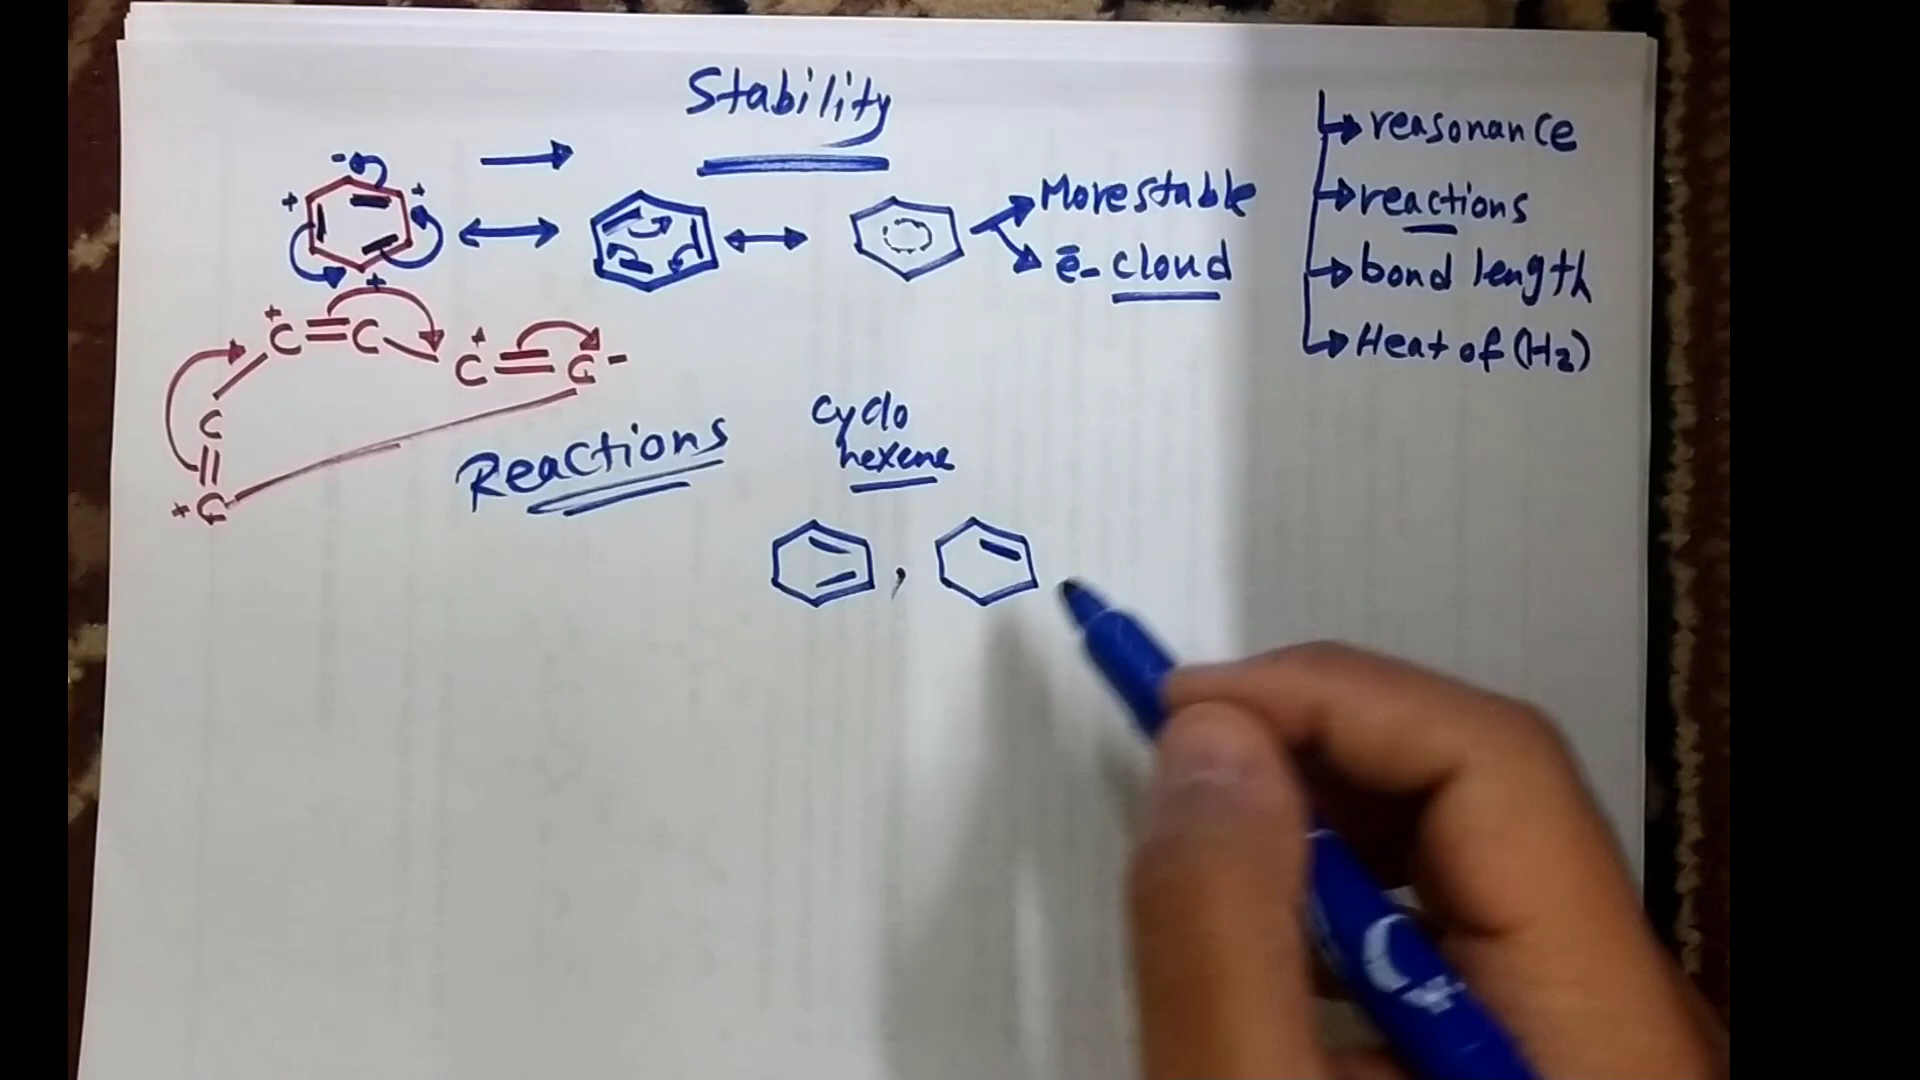 Stability
→ reasonance
→ reactions
→ bond length
→ Heat of (H₂)
More stable
ē- cloud
+ C = C
+ C = C -
C
+ C
Reactions
cyclo
hexene
,